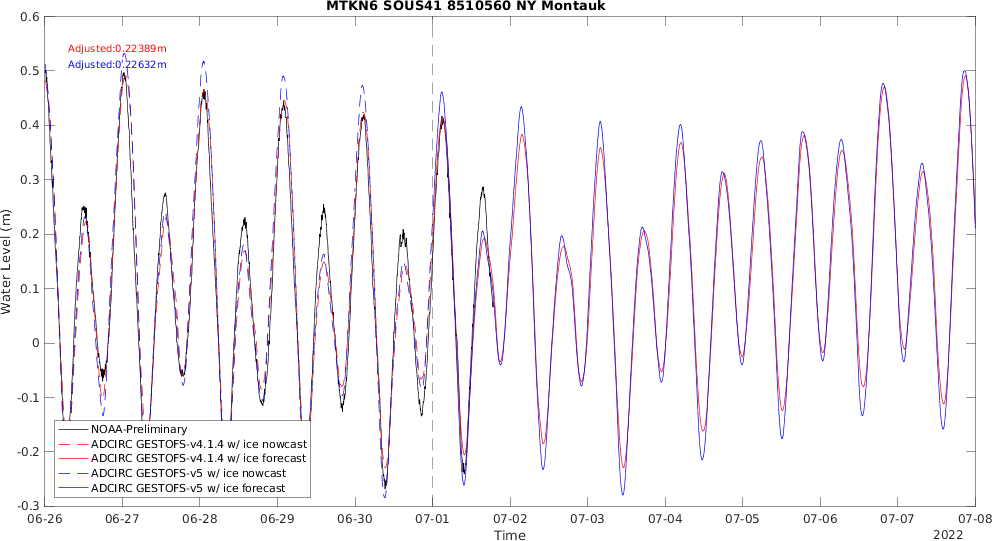 MTKN6 SOUS41 8510560 NY Montauk
0.6
Adjusted:0.22389m
Adjusted:0.22632m
0.5
0.4
0.3
0.2
0.1
0
-0.1
-0.2
-0.3
Water Level (m)
NOAA-Preliminary
ADCIRC GESTOFS-v4.1.4 w/ ice nowcast
ADCIRC GESTOFS-v4.1.4 w/ ice forecast
ADCIRC GESTOFS-v5 w/ ice nowcast
ADCIRC GESTOFS-v5 w/ ice forecast
06-26 06-27 06-28 06-29 06-30 07-01 07-02 07-03 07-04 07-05 07-06 07-07 07-08
Time
2022